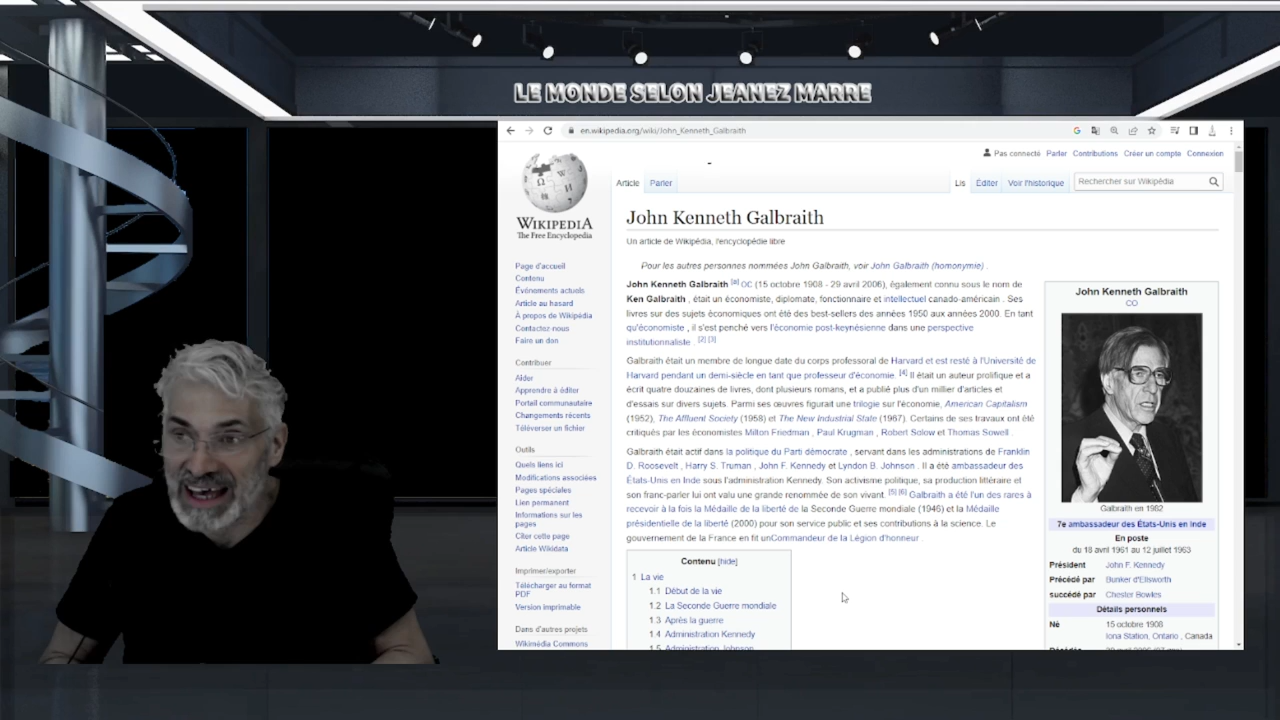 LE MONDE SELON JEANEZ MARRE
en.wikipedia.org/wiki/John_Kenneth_Galbraith
Pas connecté Parler Contributions Créer un compte Connexion
Article Parler
Lis Éditer Voir l'historique Rechercher sur Wikipédia
WIKIPEDIA
The Free Encyclopedia
Page d'accueil
Contenu
Événements actuels
Article au hasard
À propos de Wikipédia
Contactez-nous
Faire un don
Contribuer
Aider
Apprendre à éditer
Portail communautaire
Changements récents
Téléverser un fichier
Outils
Quels liens ici
Modifications associées
Pages spéciales
Lien permanent
Informations sur les
pages
Citer cette page
Article Wikidata
Imprimer/exporter
Télécharger au format
PDF
Version imprimable
Dans d'autres projets
Wikimédia Commons
John Kenneth Galbraith
Un article de Wikipédia, l'encyclopédie libre
Pour les autres personnes nommées John Galbraith, voir John Galbraith (homonymie) .
John Kenneth Galbraith [a] OC (15 octobre 1908 - 29 avril 2006), également connu sous le nom de
Ken Galbraith , était un économiste, diplomate, fonctionnaire et intellectuel canado-américain . Ses
livres sur des sujets économiques ont été des best-sellers des années 1950 aux années 2000. En tant
qu'économiste , il s'est penché vers l'économie post-keynésienne dans une perspective
institutionnaliste . [2] [3]
Galbraith était un membre de longue date du corps professoral de Harvard et est resté à l'Université de
Harvard pendant un demi-siècle en tant que professeur d'économie. [4] Il était un auteur prolifique et a
écrit quatre douzaines de livres, dont plusieurs romans, et a publié plus d'un millier d'articles et
d'essais sur divers sujets. Parmi ses œuvres figurait une trilogie sur l'économie, American Capitalism
(1952), The Affluent Society (1958) et The New Industrial State (1967). Certains de ses travaux ont été
critiqués par les économistes Milton Friedman , Paul Krugman , Robert Solow et Thomas Sowell .
Galbraith était actif dans la politique du Parti démocrate , servant dans les administrations de Franklin
D. Roosevelt , Harry S. Truman , John F. Kennedy et Lyndon B. Johnson . Il a été ambassadeur des
États-Unis en Inde sous l'administration Kennedy. Son activisme politique, sa production littéraire et
son franc-parler lui ont valu une grande renommée de son vivant. [5] [6] Galbraith a été l'un des rares à
recevoir à la fois la Médaille de la liberté de la Seconde Guerre mondiale (1946) et la Médaille
présidentielle de la liberté (2000) pour son service public et ses contributions à la science. Le
gouvernement de la France en fit unCommandeur de la Légion d'honneur .
Contenu [hide]
1 La vie
1.1 Début de la vie
1.2 La Seconde Guerre mondiale
1.3 Après la guerre
1.4 Administration Kennedy
1.5 Administration Johnson
John Kenneth Galbraith
CO
Galbraith en 1982
7e ambassadeur des États-Unis en Inde
En poste
du 18 avril 1961 au 12 juillet 1963
Président John F. Kennedy
Précédé par Bunker d'Ellsworth
succédé par Chester Bowles
Détails personnels
Né 15 octobre 1908
Iona Station, Ontario , Canada